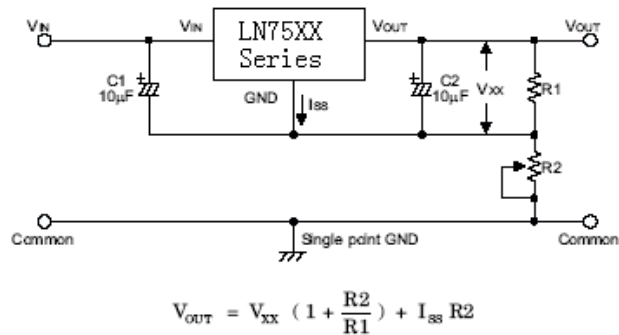 VIN
VIN
LN75XX
Series
VOUT
VOUT
C1
10μF
+
GND
ISS
+
C2
10μF
VXX
R1
R2
Common
Single point GND
Common
VOUT = VXX ( 1 + R2/R1 ) + ISS R2